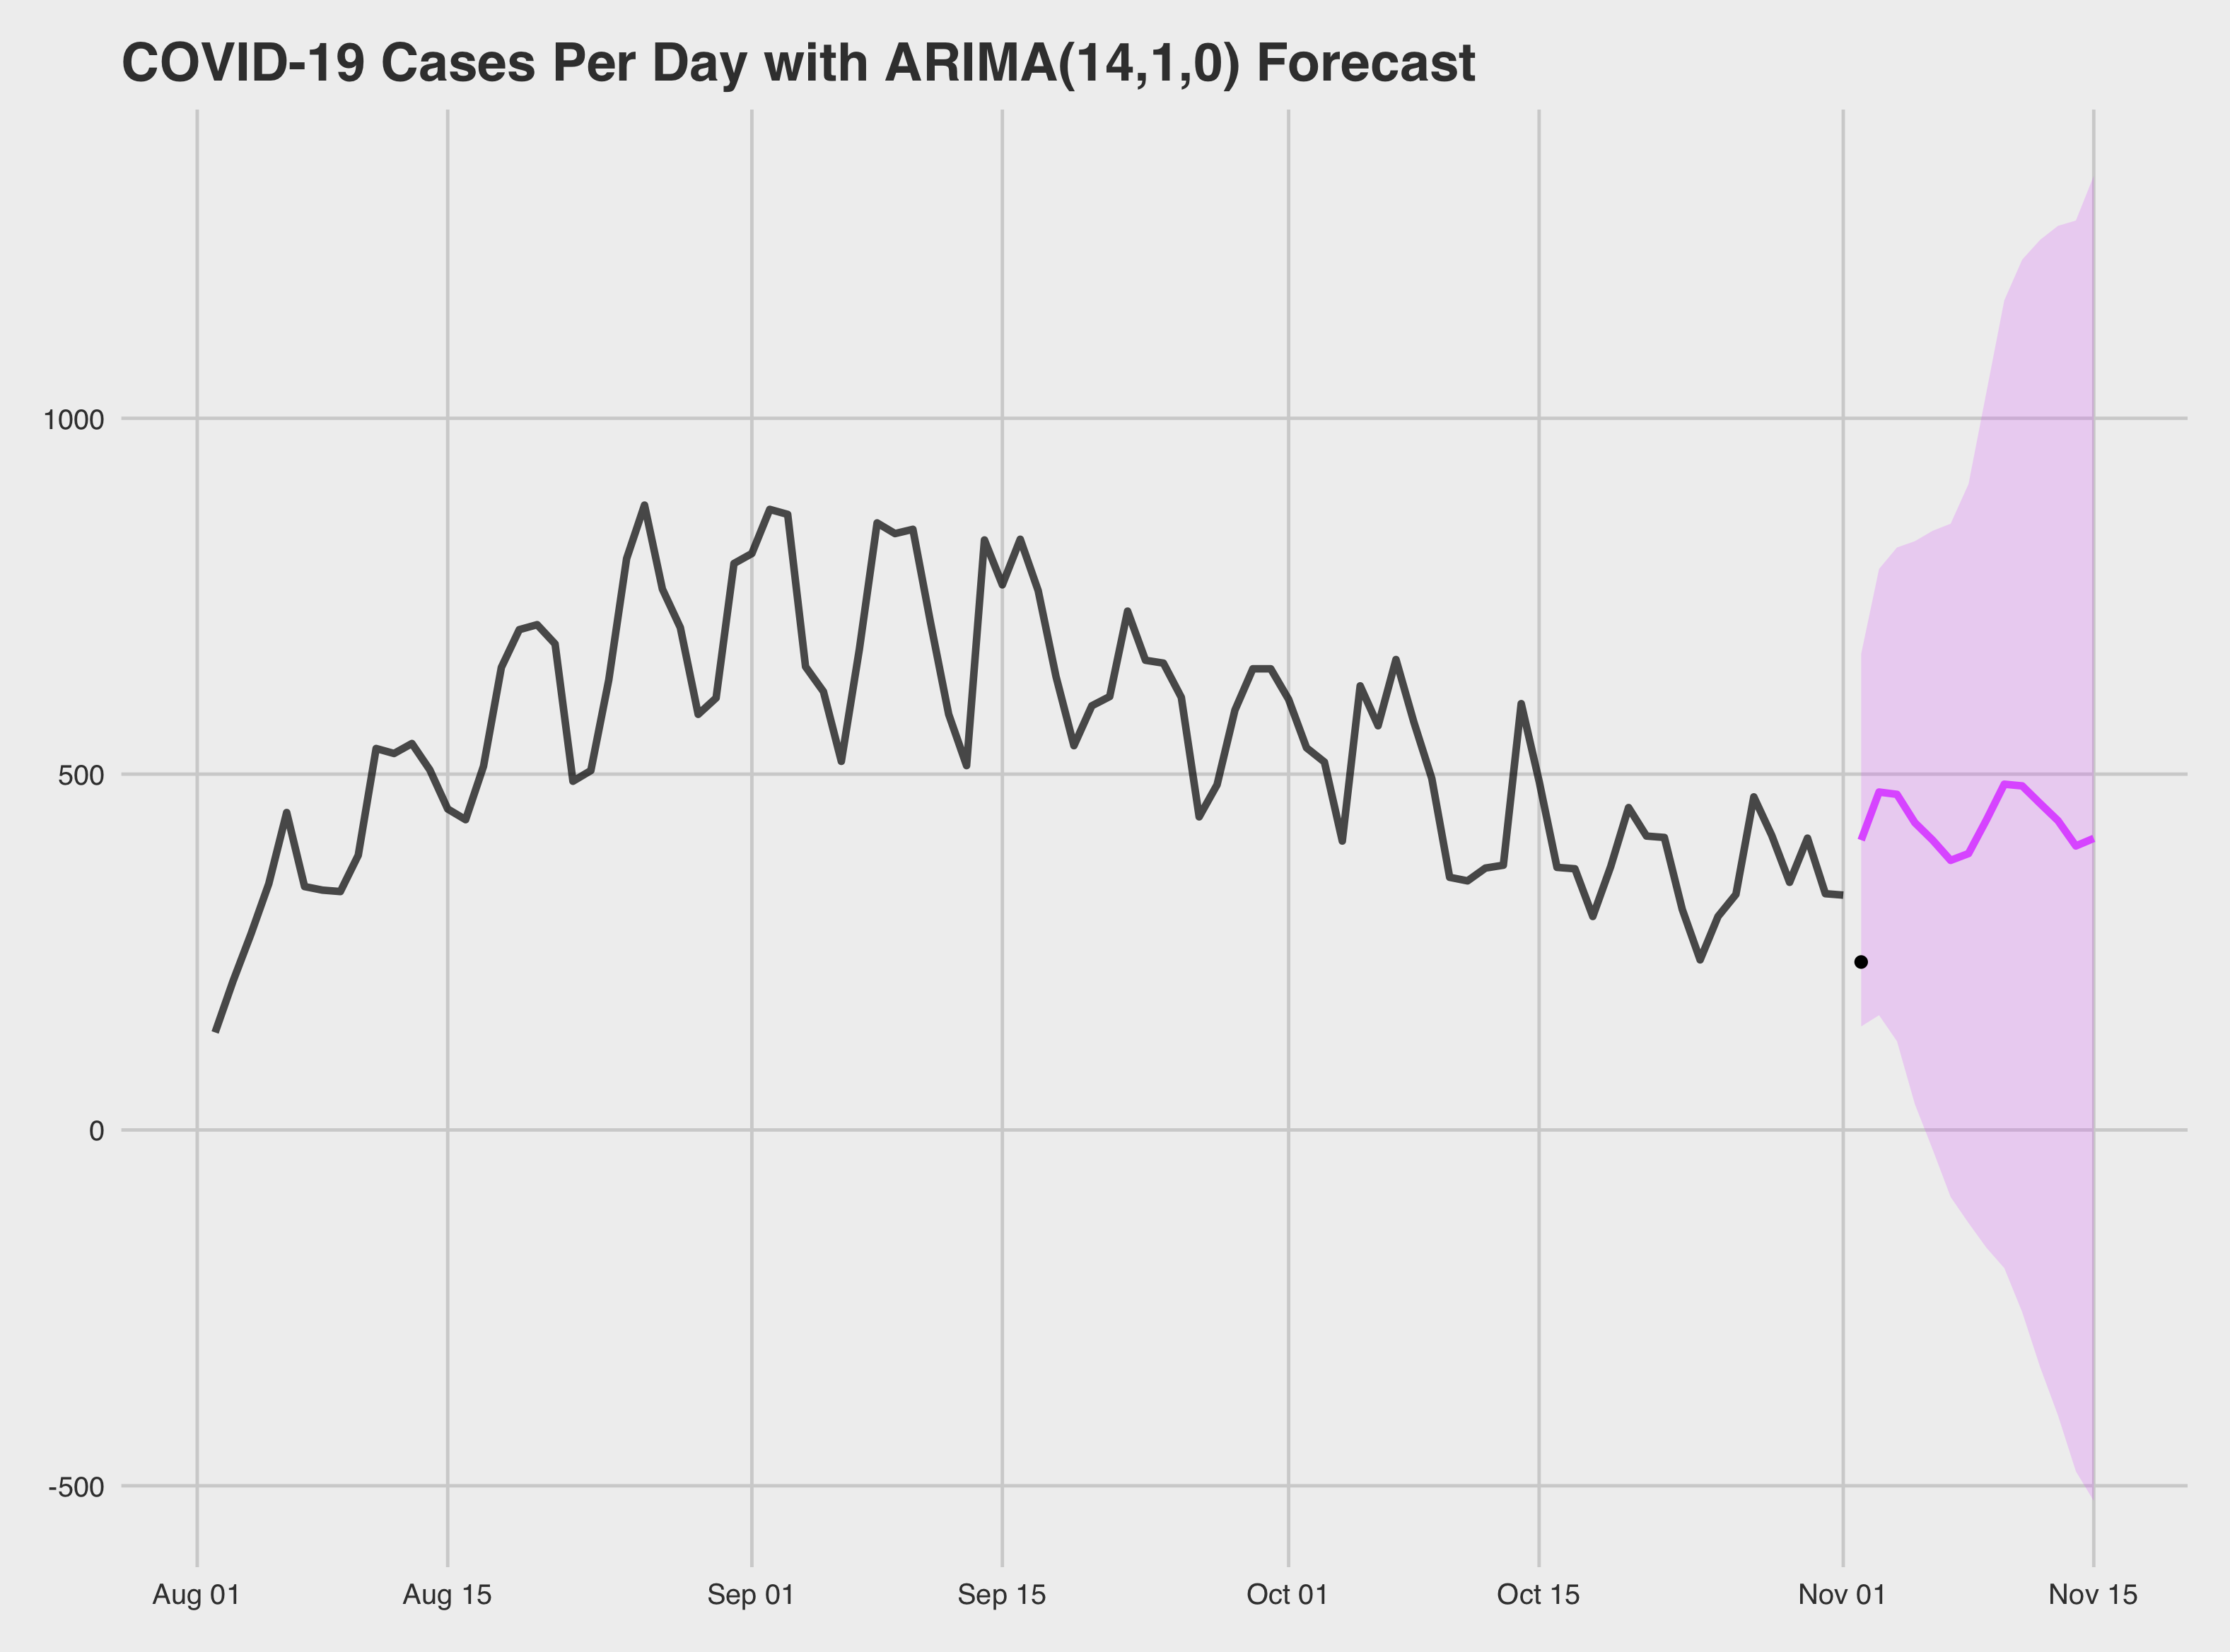 COVID-19 Cases Per Day with ARIMA(14,1,0) Forecast
1000
500
0
-500
Aug 01 Aug 15 Sep 01 Sep 15 Oct 01 Oct 15 Nov 01 Nov 15